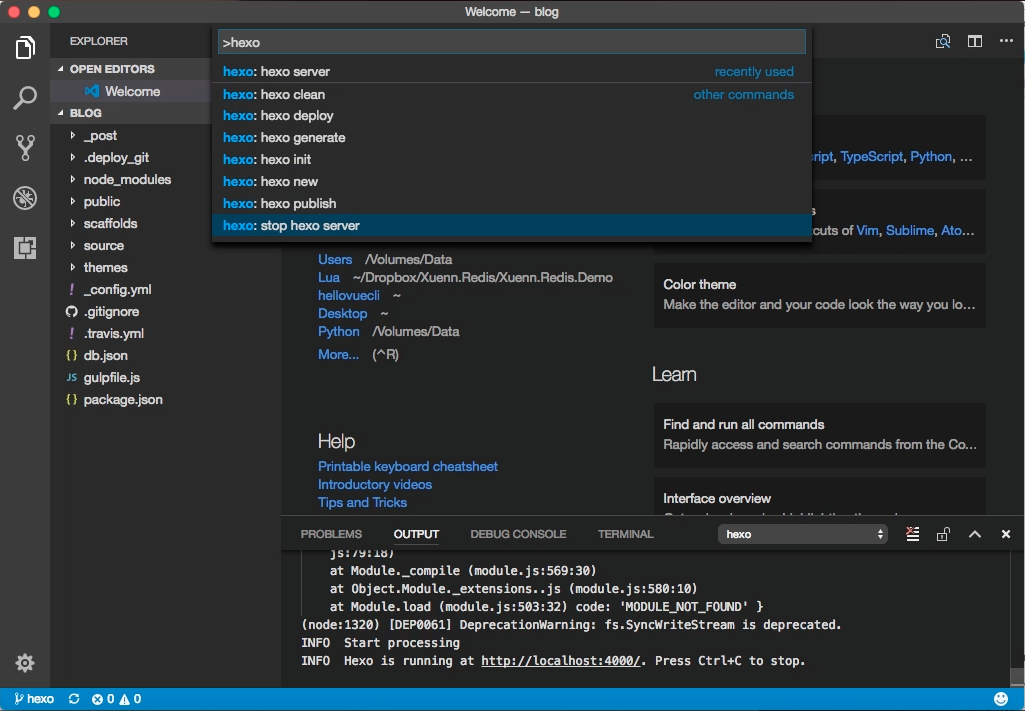 Welcome — blog
EXPLORER
OPEN EDITORS
Welcome
BLOG
_post
.deploy_git
node_modules
public
scaffolds
source
themes
! _config.yml
.gitignore
! .travis.yml
{} db.json
JS gulpfile.js
{} package.json
>hexo
hexo: hexo server recently used
hexo: hexo clean other commands
hexo: hexo deploy
hexo: hexo generate
hexo: hexo init
hexo: hexo new
hexo: hexo publish
hexo: stop hexo server
Users /Volumes/Data
Lua ~/Dropbox/Xuenn.Redis/Xuenn.Redis.Demo
hellovuecli ~
Desktop ~
Python /Volumes/Data
More... (^R)
Help
Printable keyboard cheatsheet
Introductory videos
Tips and Tricks
ript, TypeScript, Python, ...
s
cuts of Vim, Sublime, Ato...
Color theme
Make the editor and your code look the way you lo...
Learn
Find and run all commands
Rapidly access and search commands from the Co...
Interface overview
PROBLEMS OUTPUT DEBUG CONSOLE TERMINAL hexo
js:79:18)
at Module._compile (module.js:569:30)
at Object.Module._extensions..js (module.js:580:10)
at Module.load (module.js:503:32) code: 'MODULE_NOT_FOUND' }
(node:1320) [DEP0061] DeprecationWarning: fs.SyncWriteStream is deprecated.
INFO Start processing
INFO Hexo is running at http://localhost:4000/. Press Ctrl+C to stop.
hexo 0 0